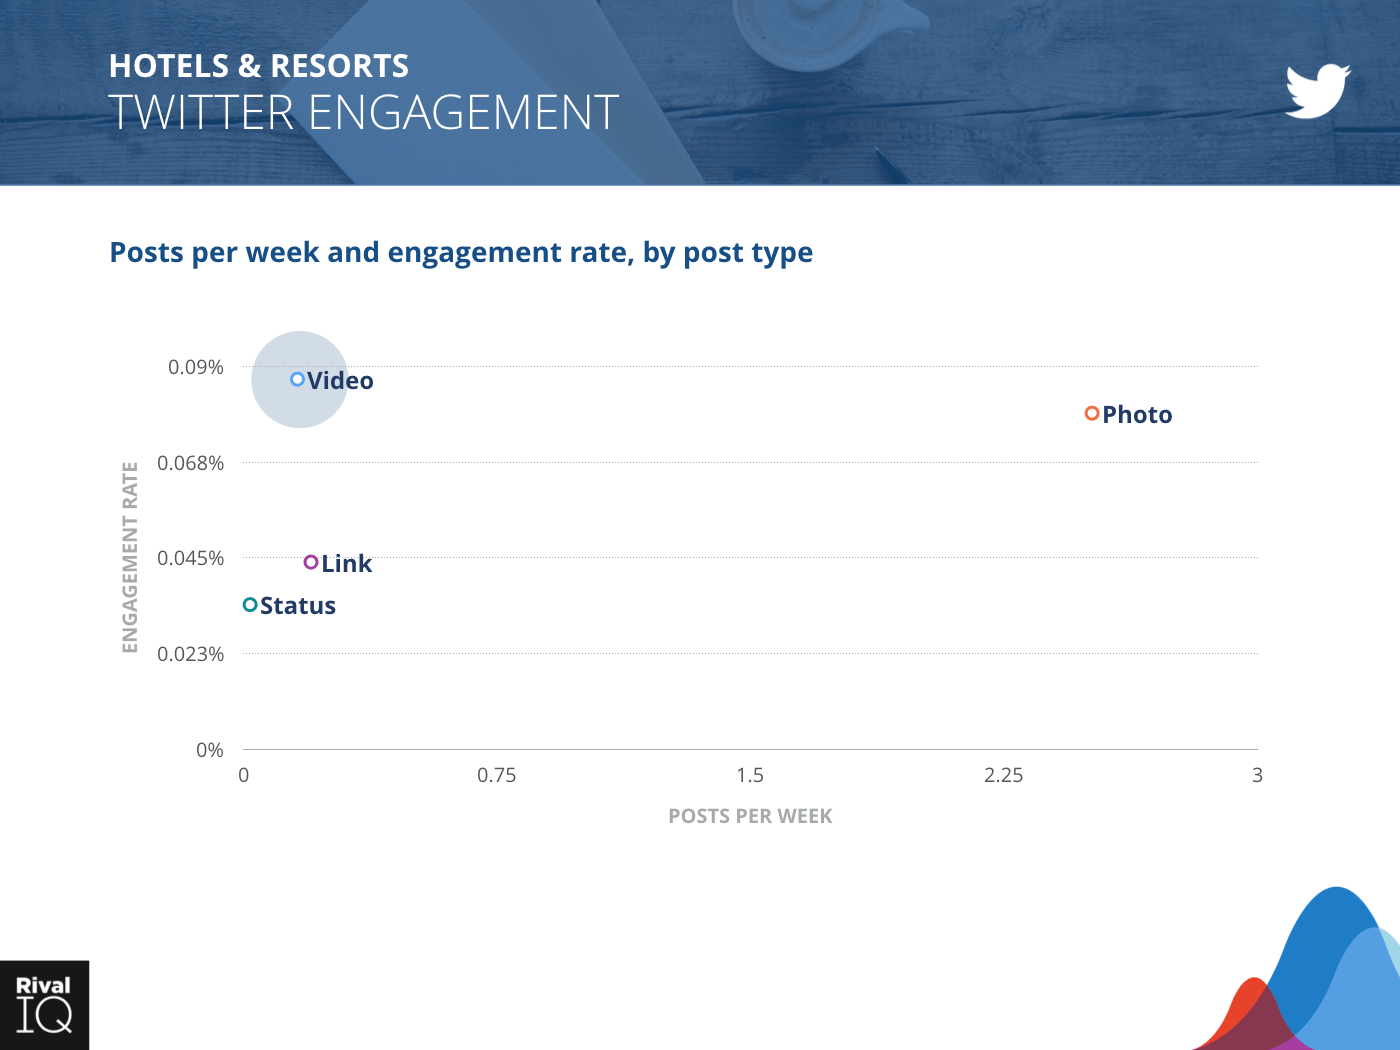 HOTELS & RESORTS
TWITTER ENGAGEMENT
Posts per week and engagement rate, by post type
ENGAGEMENT RATE
0.09%
0.068%
0.045%
0.023%
0%
Video
Photo
Link
Status
0
0.75
1.5
2.25
3
POSTS PER WEEK
Rival
IQ